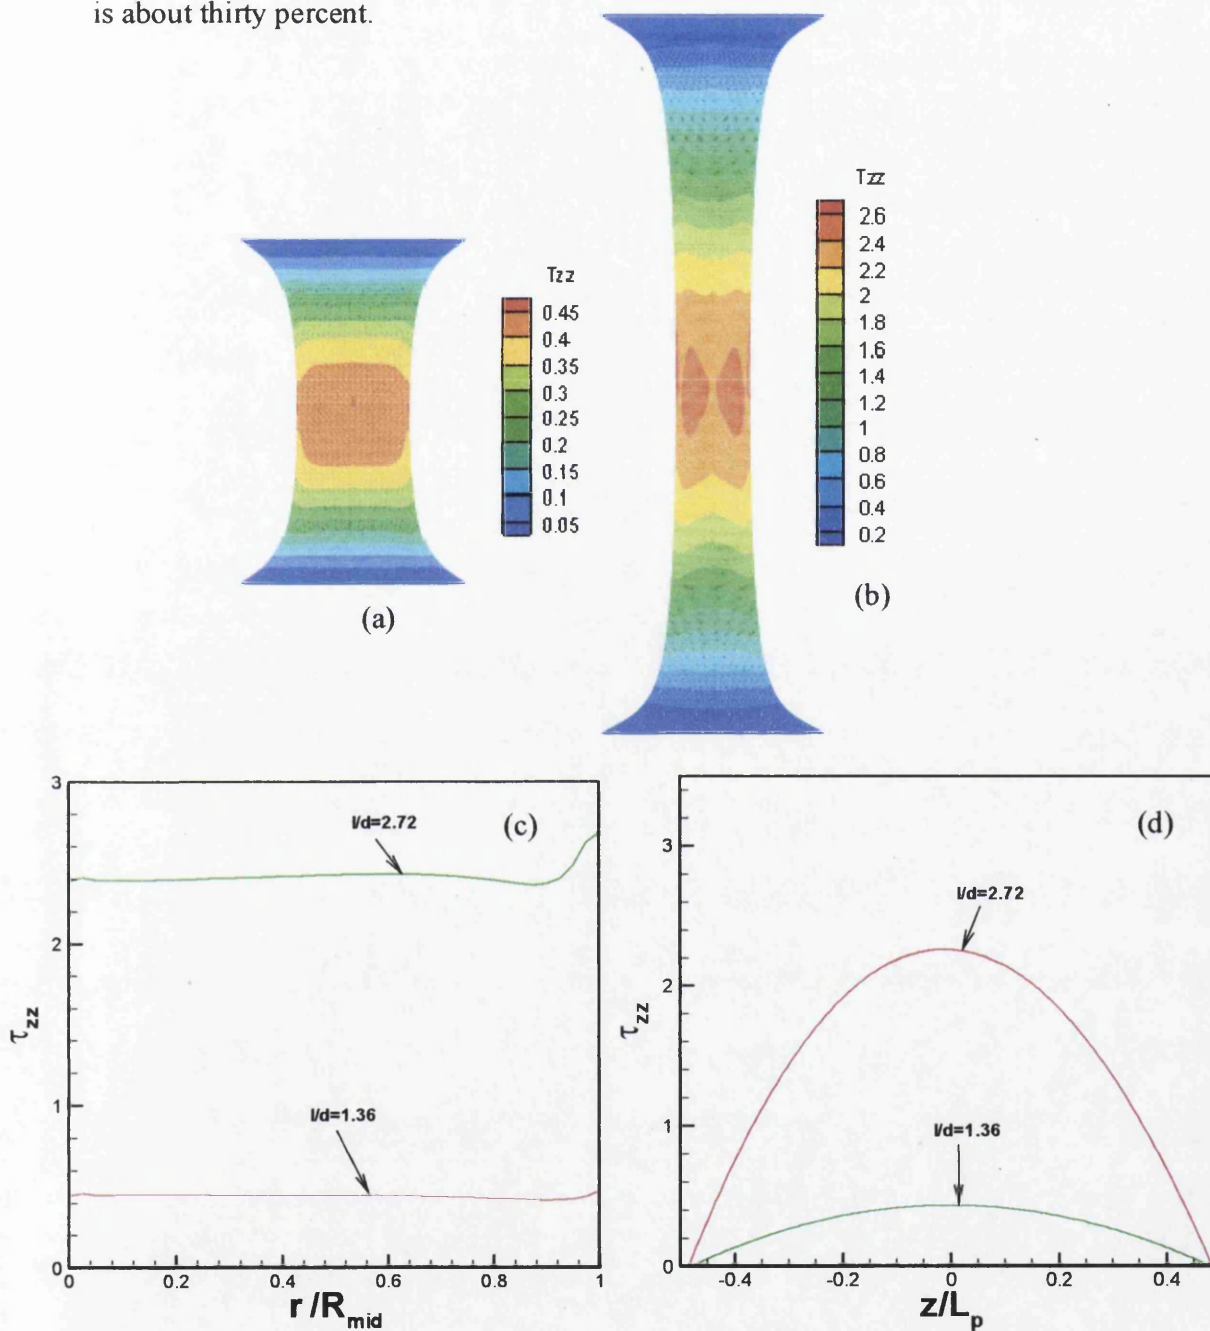 is about thirty percent.
Tzz
0.45
0.4
0.35
0.3
0.25
0.2
0.15
0.1
0.05
(a)
Tzz
2.6
2.4
2.2
2
1.8
1.6
1.4
1.2
1
0.8
0.6
0.4
0.2
(b)
(c)
l/d=2.72
l/d=1.36
3
2
1
0
0
0.2
0.4
0.6
0.8
1
τzz
r/Rmid
(d)
l/d=2.72
l/d=1.36
3
2
1
0
-0.4
-0.2
0
0.2
0.4
τzz
z/Lp